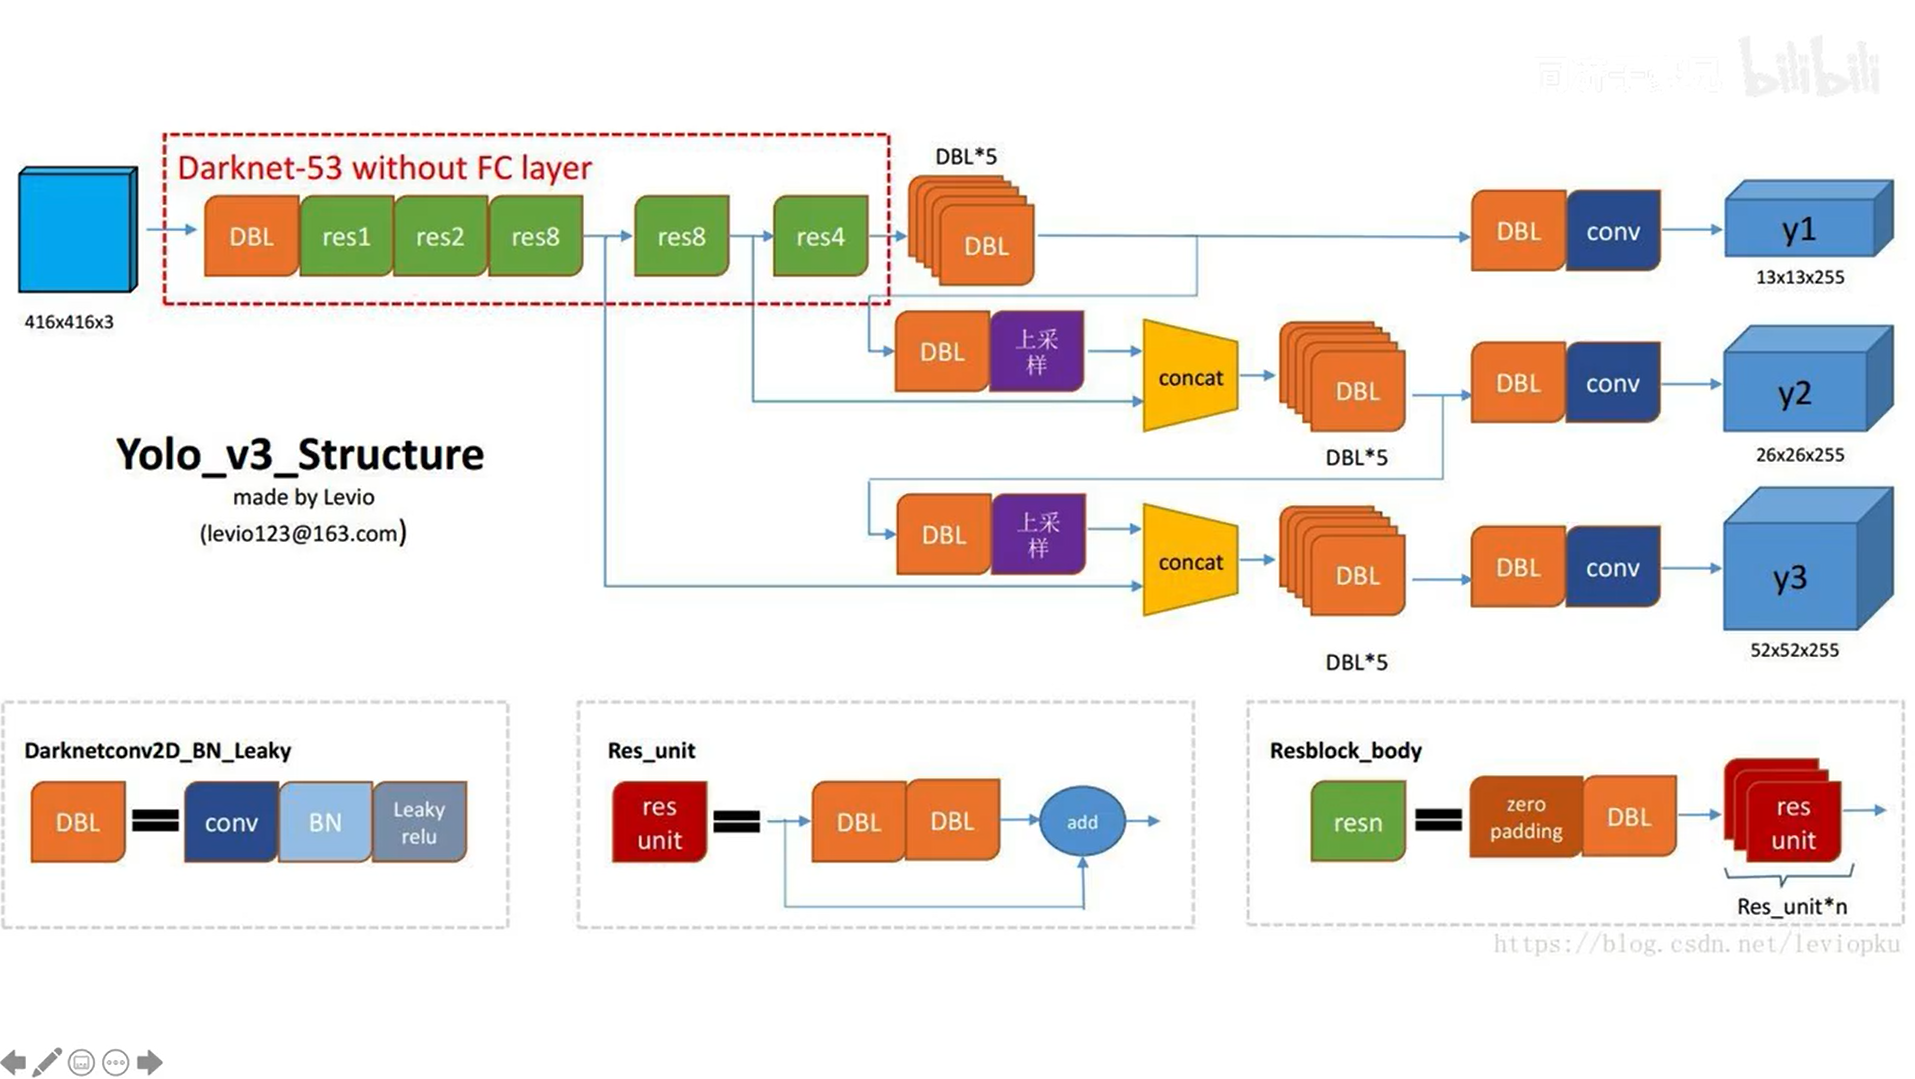 bilibili
Darknet-53 without FC layer
DBL*5
DBL
res1
res2
res8
res8
res4
DBL
DBL
conv
y1
13x13x255
416x416x3
DBL
上采
样
concat
DBL
DBL*5
DBL
conv
y2
26x26x255
Yolo_v3_Structure
made by Levio
(levio123@163.com)
DBL
上采
样
concat
DBL
DBL*5
DBL
conv
y3
52x52x255
Darknetconv2D_BN_Leaky
DBL
conv
BN
Leaky
relu
Res_unit
res
unit
DBL
DBL
add
Resblock_body
resn
zero
padding
DBL
res
unit
Res_unit*n
https://blog.csdn.net/leviopku